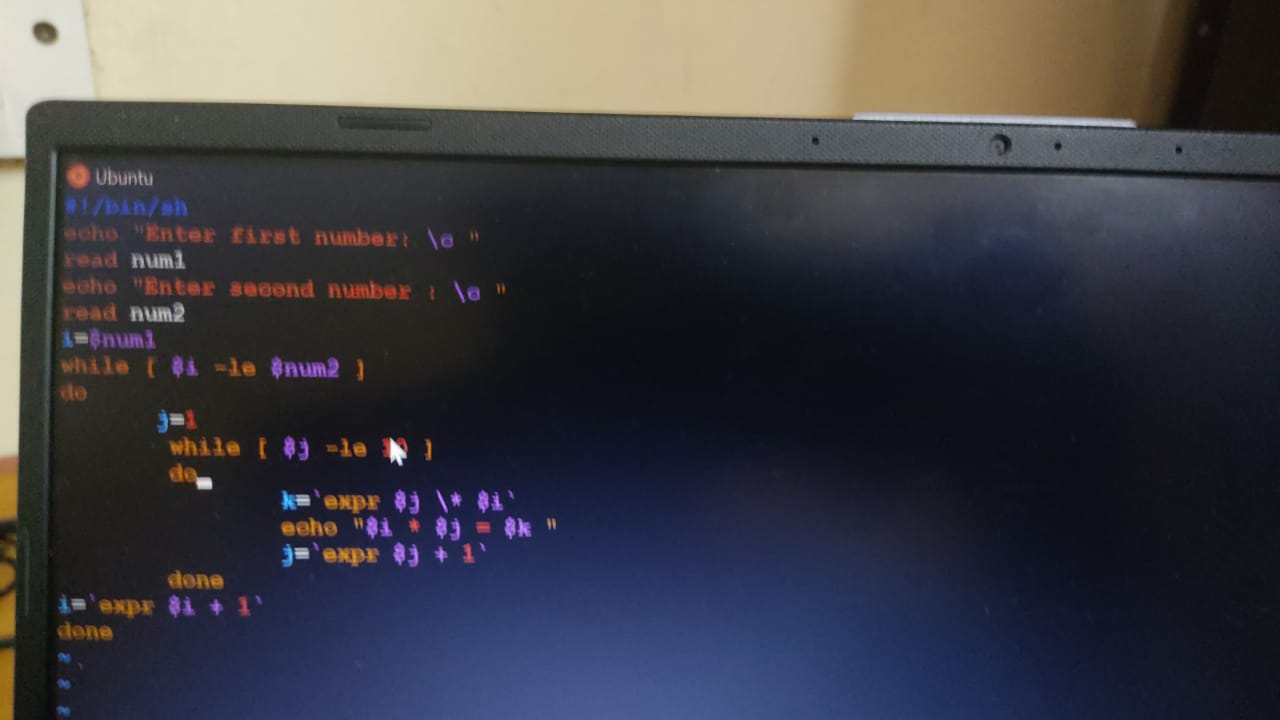 Ubuntu
#!/bin/sh
echo "Enter first number: \c "
read num1
echo "Enter second number : \c "
read num2
i=$num1
while [ $i -le $num2 ]
do
j=1
while [ $j -le ]
do
k=`expr $j \* $i`
echo "$i * $j = $k "
j=`expr $j + 1`
done
i=`expr $i + 1`
done
~
~
~